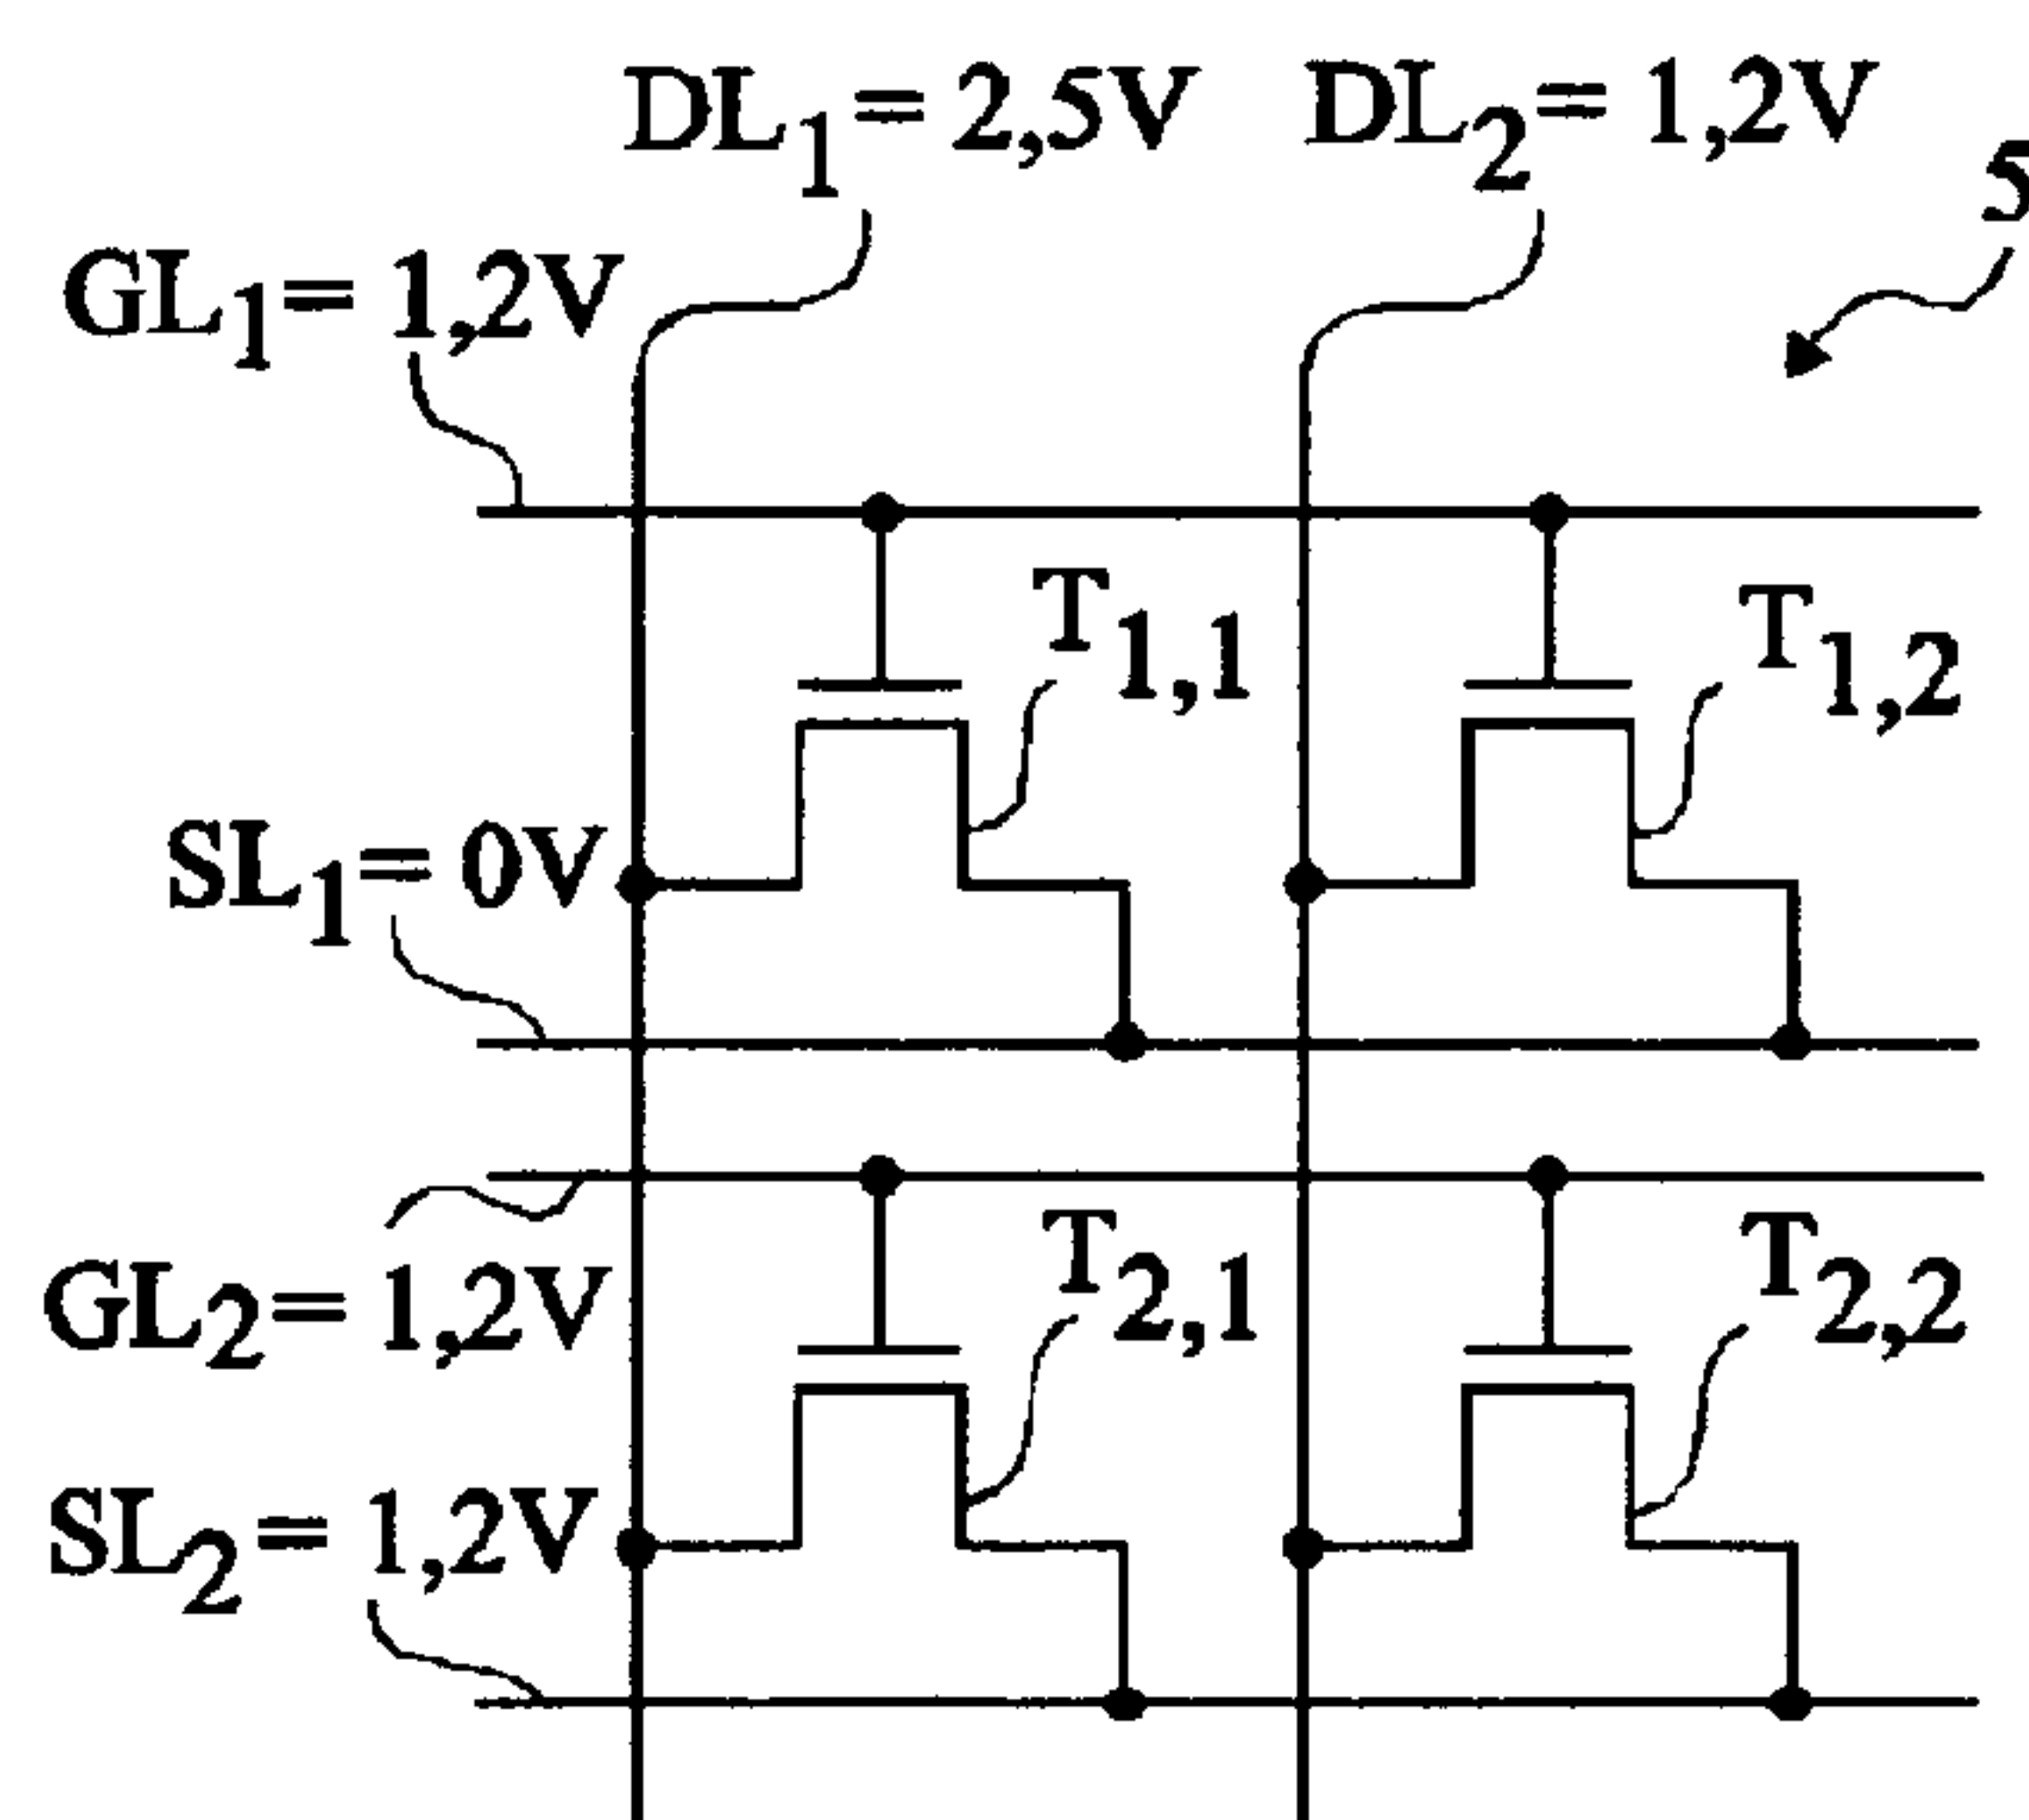 DL1= 2,5V
DL2= 1,2V
5
GL1= 1,2V
T1,1
T1,2
SL1= 0V
GL2= 1,2V
T2,1
T2,2
SL2= 1,2V